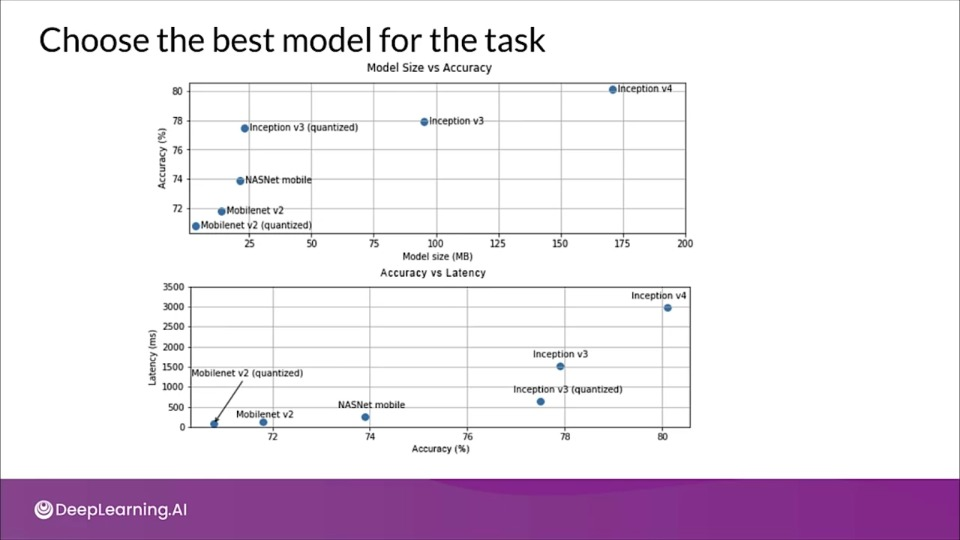 Choose the best model for the task
Model Size vs Accuracy
Accuracy (%)
80
78
76
74
72
Inception v4
Inception v3
Inception v3 (quantized)
NASNet mobile
Mobilenet v2
Mobilenet v2 (quantized)
25 50 75 100 125 150 175 200
Model size (MB)
Accuracy vs Latency
Latency (ms)
3500
3000
2500
2000
1500
1000
500
0
Inception v4
Inception v3
Mobilenet v2 (quantized)
Inception v3 (quantized)
NASNet mobile
Mobilenet v2
72 74 76 78 80
Accuracy (%)
DeepLearning.AI